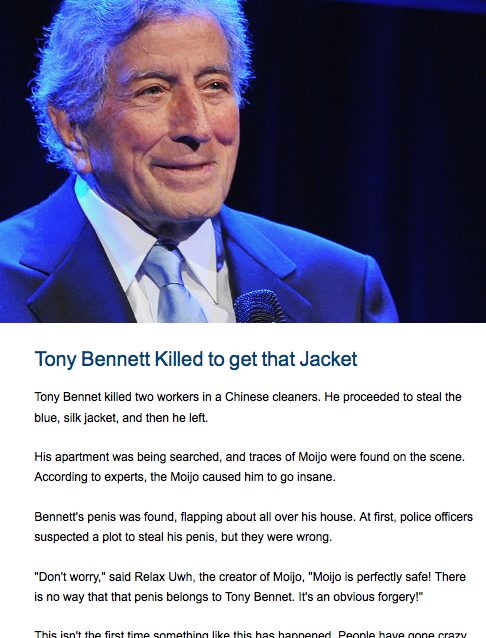 Tony Bennett Killed to get that Jacket
Tony Bennet killed two workers in a Chinese cleaners. He proceeded to steal the
blue, silk jacket, and then he left.
His apartment was being searched, and traces of Moijo were found on the scene.
According to experts, the Moijo caused him to go insane.
Bennett's penis was found, flapping about all over his house. At first, police officers
suspected a plot to steal his penis, but they were wrong.
"Don't worry," said Relax Uwh, the creator of Moijo, "Moijo is perfectly safe! There
is no way that that penis belongs to Tony Bennet. It's an obvious forgery!"
This isn't the first time something like this has happened. People have gone crazy